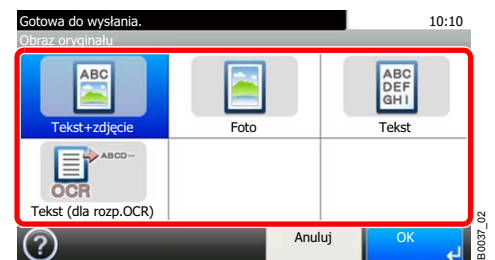 Gotowa do wysłania. 10:10
Obraz oryginału
ABC
ABC
DEF
GHI
Tekst+zdjęcie Foto Tekst
ABCD...
OCR
Tekst (dla rozp.OCR)
? Anuluj OK
B0037_02